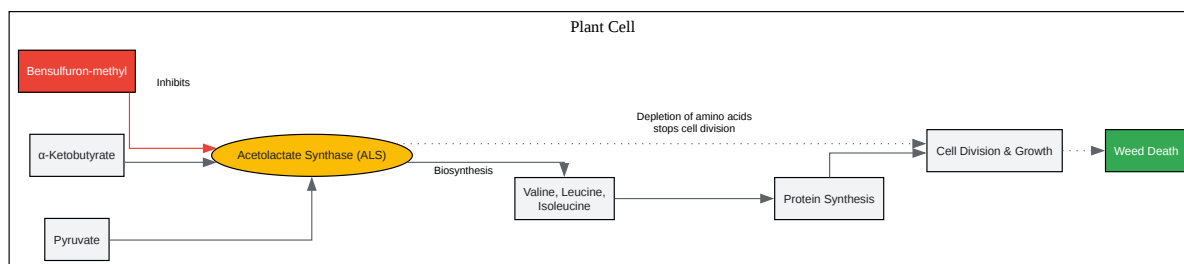 Plant Cell
Bensulfuron-methyl
Inhibits
α-Ketobutyrate
Acetolactate Synthase (ALS)
Biosynthesis
Depletion of amino acids
stops cell division
Cell Division & Growth
Weed Death
Valine, Leucine,
Isoleucine
Protein Synthesis
Pyruvate